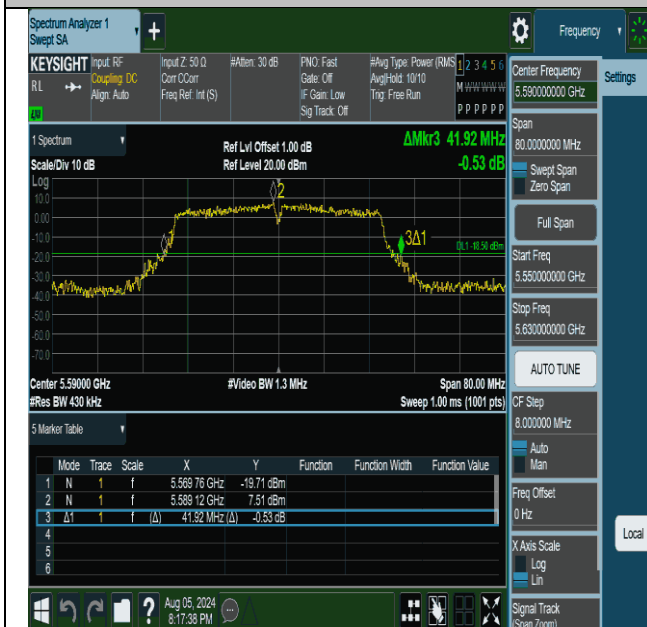 Spectrum Analyzer 1
Swept SA
Frequency
KEYSIGHT
RL
Input: RF
Coupling: DC
Align: Auto
Input Z: 50 Ω
Corr CCorr
Freq Ref: Int (S)
#Atten: 30 dB
PNO: Fast
Gate: Off
IF Gain: Low
Sig Track: Off
#Avg Type: Power (RMS)
Avg|Hold: 10/10
Trig: Free Run
1 2 3 4 5 6
M W W W W W
P P P P P P
1 Spectrum
Scale/Div 10 dB
Ref Lvl Offset 1.00 dB
Ref Level 20.00 dBm
ΔMkr3 41.92 MHz
-0.53 dB
Log
10.0
0.00
-10.0
-20.0
-30.0
-40.0
-50.0
-60.0
-70.0
2
1
3Δ1
DL1 -18.50 dBm
Center 5.59000 GHz
#Video BW 1.3 MHz
Span 80.00 MHz
#Res BW 430 kHz
Sweep 1.00 ms (1001 pts)
5 Marker Table
Mode Trace Scale X Y Function Function Width Function Value
1 N 1 f 5.569 76 GHz -19.71 dBm
2 N 1 f 5.589 12 GHz 7.51 dBm
3 Δ1 1 f (Δ) 41.92 MHz (Δ) -0.53 dB
4
5
6
Aug 05, 2024
8:17:38 PM
Center Frequency
5.590000000 GHz
Settings
Span
80.0000000 MHz
Swept Span
Zero Span
Full Span
Start Freq
5.550000000 GHz
Stop Freq
5.630000000 GHz
AUTO TUNE
CF Step
8.000000 MHz
Auto
Man
Freq Offset
0 Hz
Local
X Axis Scale
Log
Lin
Signal Track
(Span Zoom)